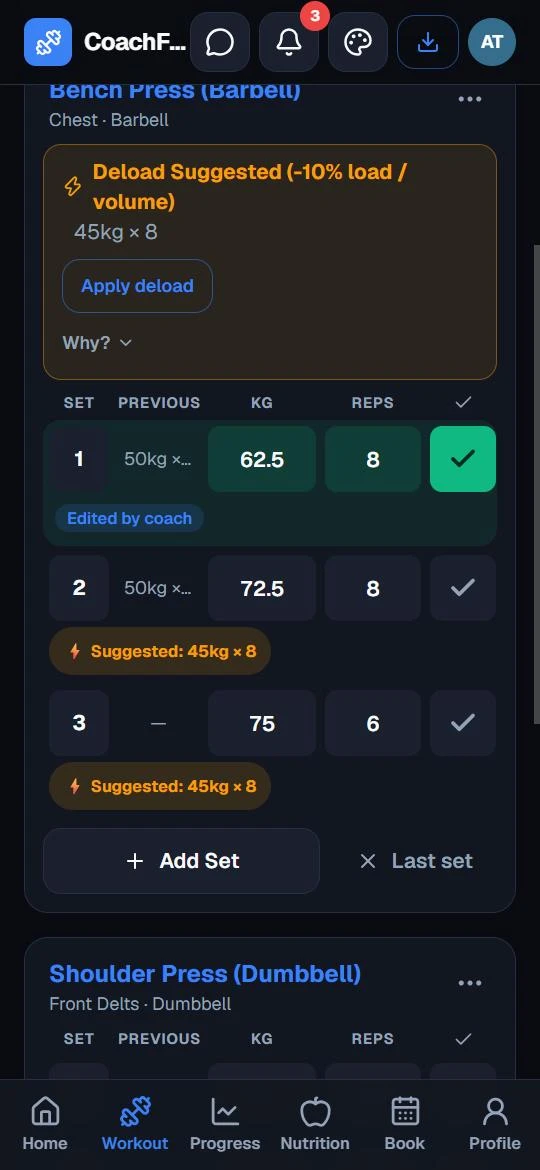 CoachF...
3
AT
Bench Press (Barbell)
Chest · Barbell
Deload Suggested (-10% load /
volume)
45kg × 8
Apply deload
Why?
SET PREVIOUS KG REPS
1 50kg ×... 62.5 8
Edited by coach
2 50kg ×... 72.5 8
Suggested: 45kg × 8
3 — 75 6
Suggested: 45kg × 8
Add Set
Last set
Shoulder Press (Dumbbell)
Front Delts · Dumbbell
SET PREVIOUS KG REPS
Home Workout Progress Nutrition Book Profile